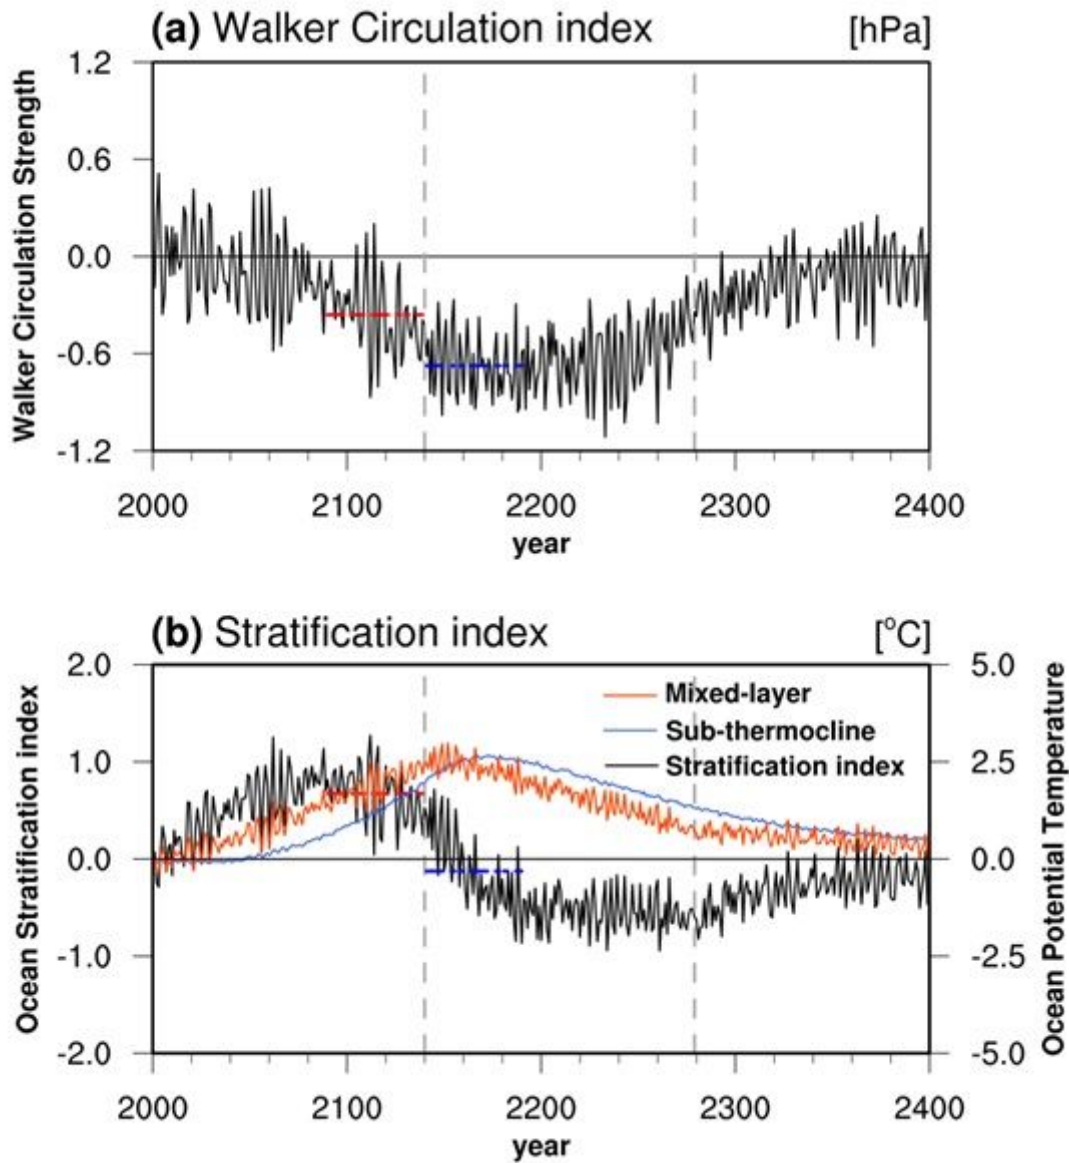 (a) Walker Circulation index [hPa]
1.2
0.6
0.0
-0.6
-1.2
Walker Circulation Strength
2000 2100 2200 2300 2400
year
(b) Stratification index [°C]
2.0
1.0
0.0
-1.0
-2.0
Ocean Stratification index
Mixed-layer
Sub-thermocline
Stratification index
5.0
2.5
0.0
-2.5
-5.0
Ocean Potential Temperature
2000 2100 2200 2300 2400
year